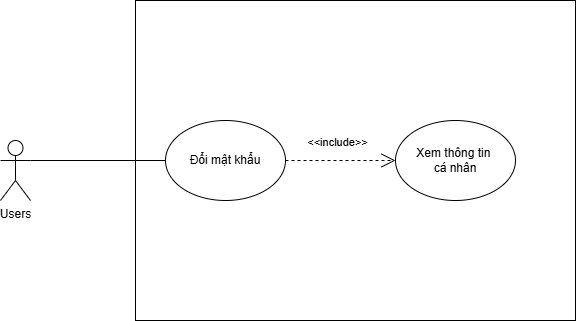 <<include>>
Đổi mật khẩu
Xem thông tin
cá nhân
Users